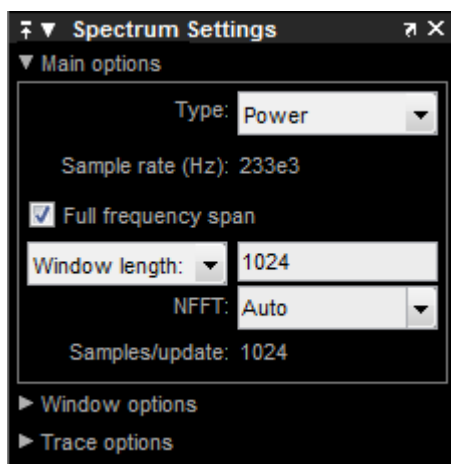 Spectrum Settings
Main options
Type: Power
Sample rate (Hz): 233e3
Full frequency span
Window length: 1024
NFFT: Auto
Samples/update: 1024
Window options
Trace options